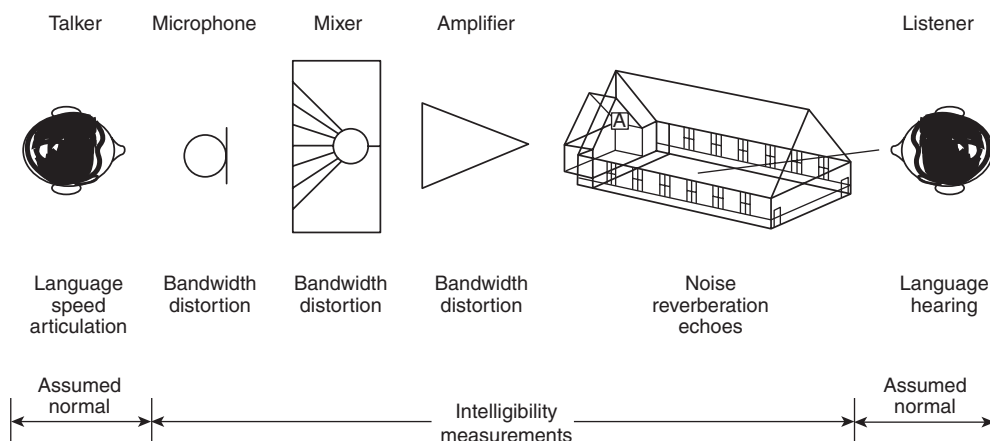 Talker Microphone Mixer Amplifier Listener
A
Language speed articulation
Bandwidth distortion
Bandwidth distortion
Bandwidth distortion
Noise reverberation echoes
Language hearing
Assumed normal
Intelligibility measurements
Assumed normal